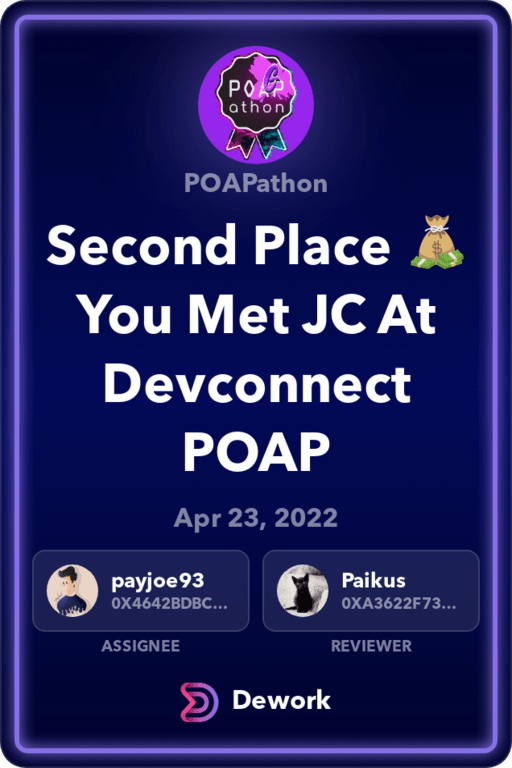 POAP
athon
POAPathon
Second Place 💰
You Met JC At
Devconnect
POAP
Apr 23, 2022
payjoe93
0X4642BDBC...
ASSIGNEE
Paikus
0XA3622F73...
REVIEWER
Dework